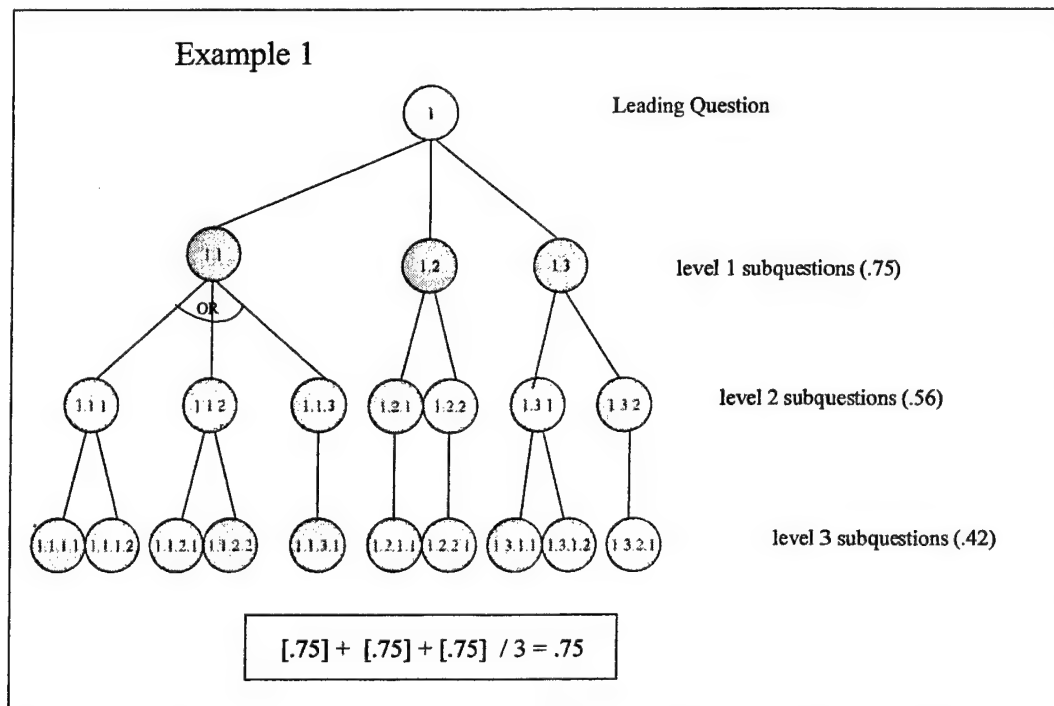 Example 1
1
Leading Question
1.1
1.2
1.3
level 1 subquestions (.75)
OR
1.1 1
1 1 2
1.1.3
1.2.1
1.2.2
1.3 1
1.3 2
level 2 subquestions (.56)
1.1.1.1
1.1.1.2
1.1.2.1
1.1.2.2
1.1.3.1
1.2.1.1
1.2.2 1
1.3.1.1
1.3.1.2
1.3.2.1
level 3 subquestions (.42)
[.75] + [.75] + [.75] / 3 = .75